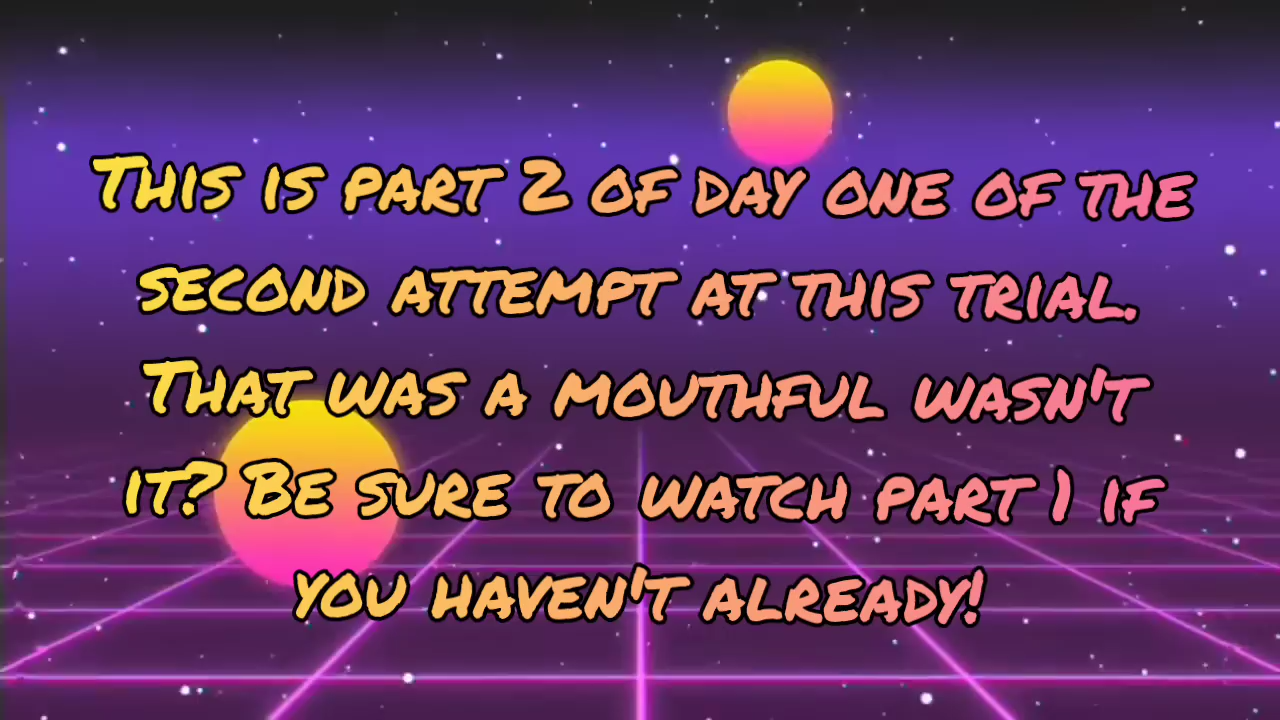 This is part 2 of day one of the
second attempt at this trial.
That was a mouthful wasn't
it? Be sure to watch part 1 if
you haven't already!